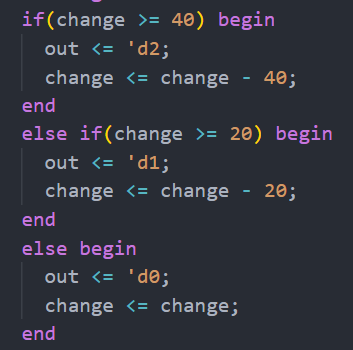 if(change >= 40) begin
out <= 'd2;
change <= change - 40;
end
else if(change >= 20) begin
out <= 'd1;
change <= change - 20;
end
else begin
out <= 'd0;
change <= change;
end